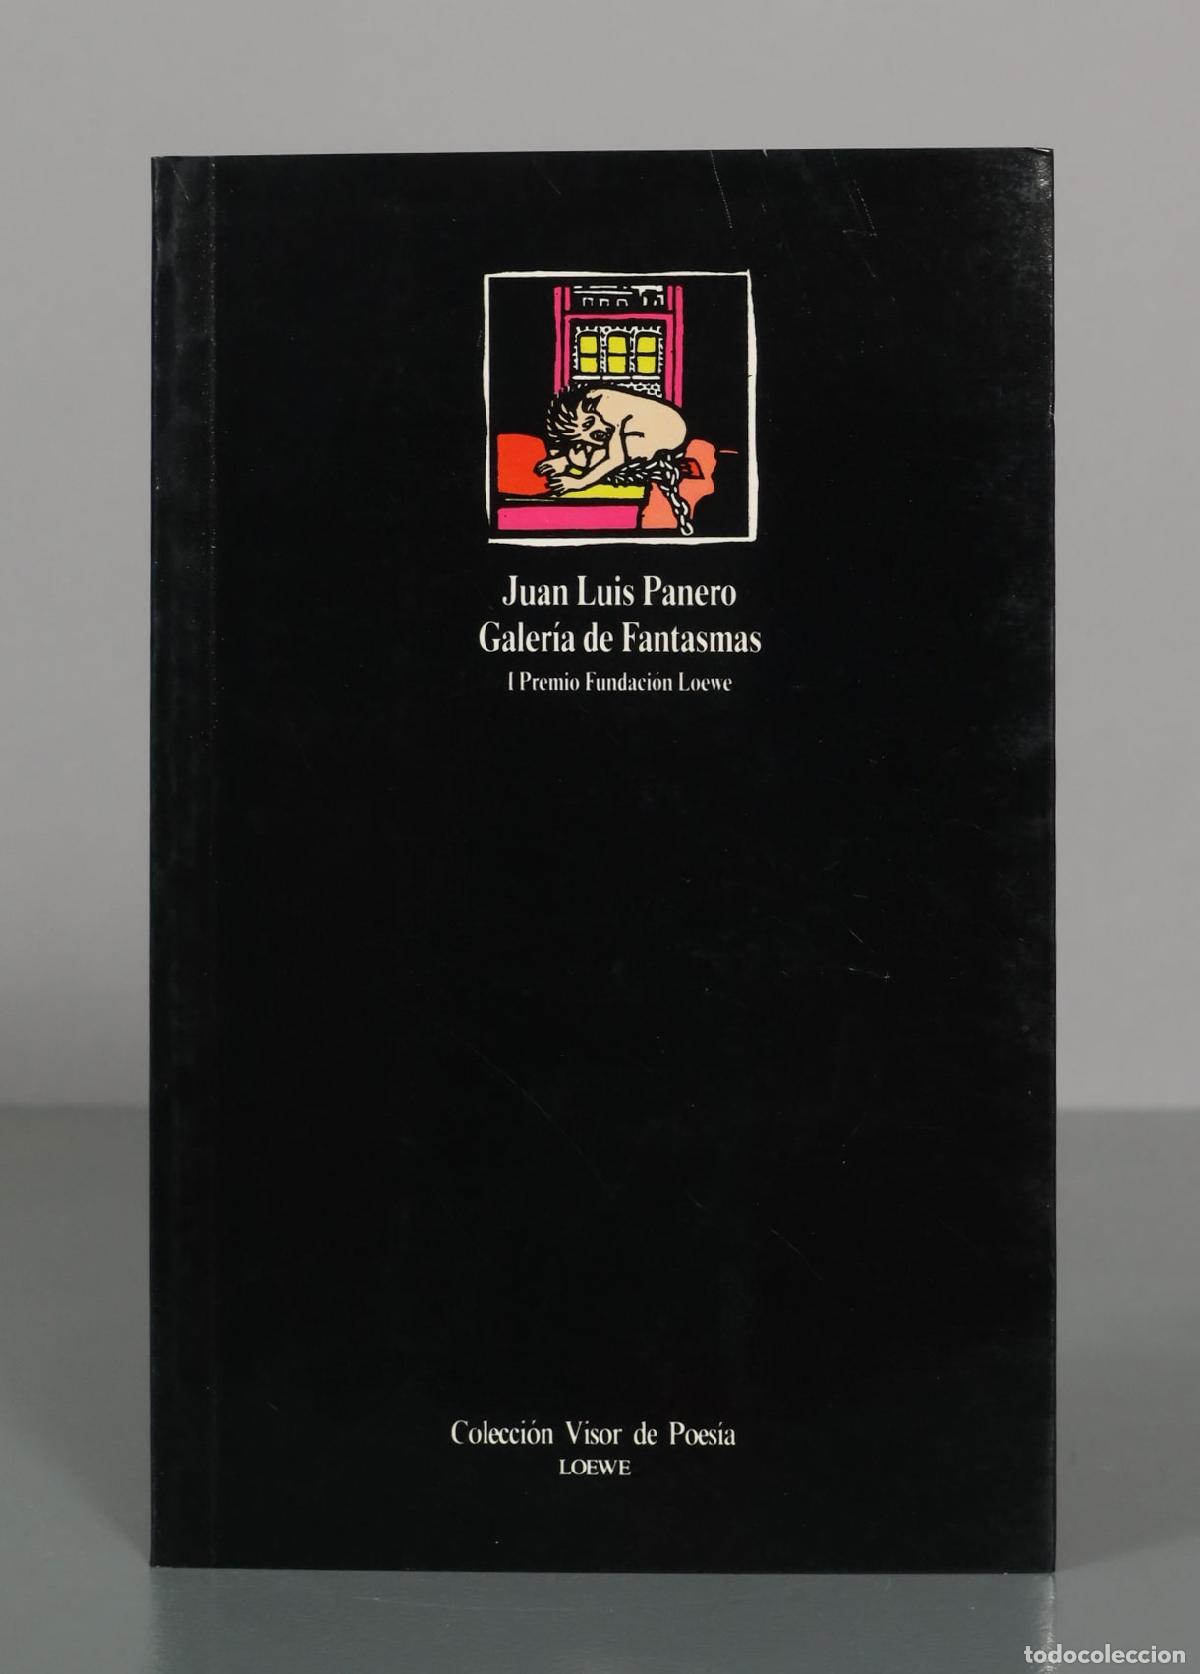 Juan Luis Panero
Galería de Fantasmas
I Premio Fundación Loewe
Colección Visor de Poesía
LOEWE
todocoleccion